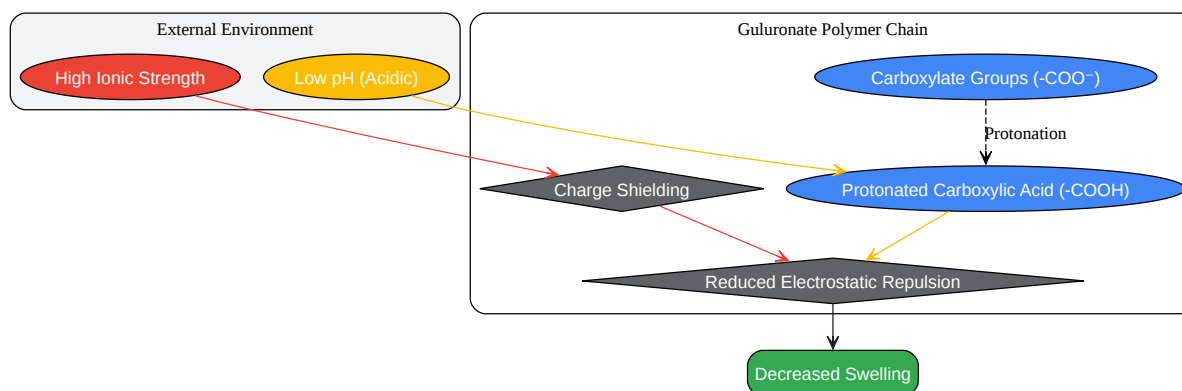 External Environment
Guluronate Polymer Chain
High Ionic Strength
Low pH (Acidic)
Carboxylate Groups (-COO⁻)
Protonation
Charge Shielding
Protonated Carboxylic Acid (-COOH)
Reduced Electrostatic Repulsion
Decreased Swelling